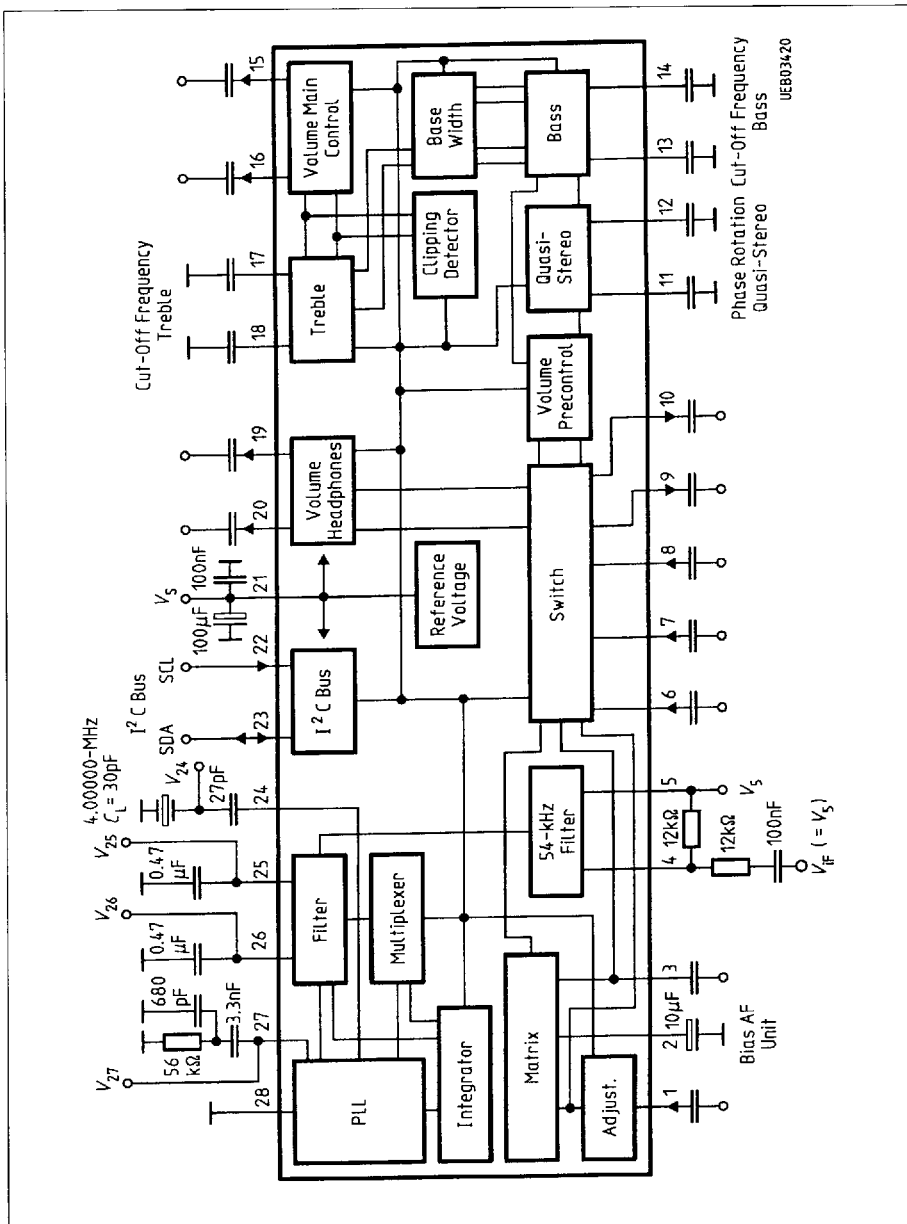 V27
V26
V25
4.00000-MHz
CL = 30pF
V24
I2C Bus
SDA
SCL
VS
56
kΩ
680
pF
3.3nF
0.47
µF
0.47
µF
27pF
100µF
100nF
Cut-Off Frequency
Treble
28
27
26
25
24
23
22
21
20
19
18
17
16
15
PLL
Filter
Multiplexer
Integrator
I2C Bus
Volume
Headphones
Reference
Voltage
Treble
Clipping
Detector
Volume Main
Control
Base
Width
Matrix
Adjust.
54-kHz
Filter
Switch
Volume
Precontrol
Quasi-
Stereo
Bass
1
2
3
4
5
6
7
8
9
10
11
12
13
14
10µF
Bias AF
Unit
12kΩ
12kΩ
100nF
VS
ViF (= VS)
Phase Rotation
Quasi-Stereo
Cut-Off Frequency
Bass
UEB03420